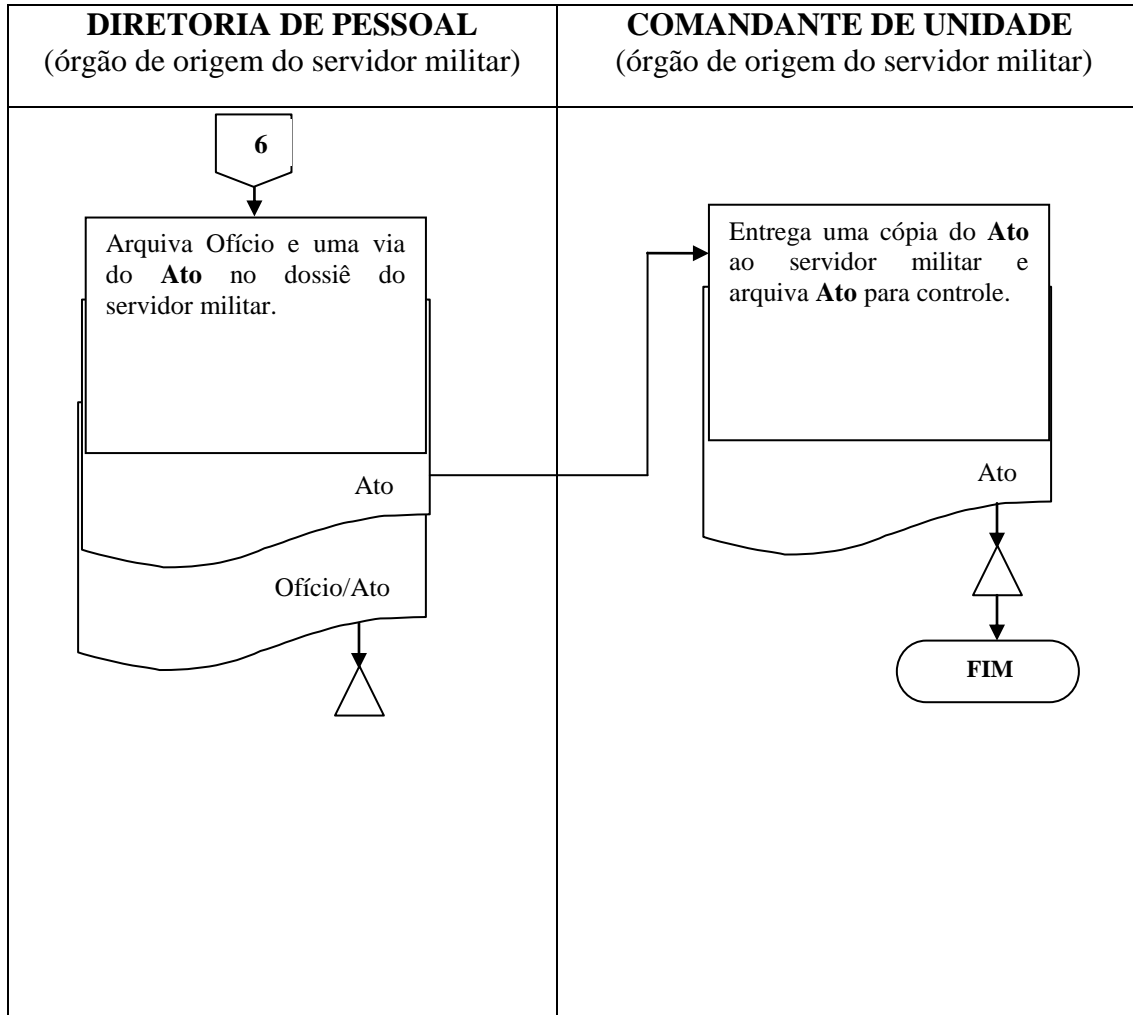 DIRETORIA DE PESSOAL
(órgão de origem do servidor militar)
COMANDANTE DE UNIDADE
(órgão de origem do servidor militar)
6
Arquiva Ofício e uma via
do Ato no dossiê do
servidor militar.
Ato
Ofício/Ato
Entrega uma cópia do Ato
ao servidor militar e
arquiva Ato para controle.
Ato
FIM